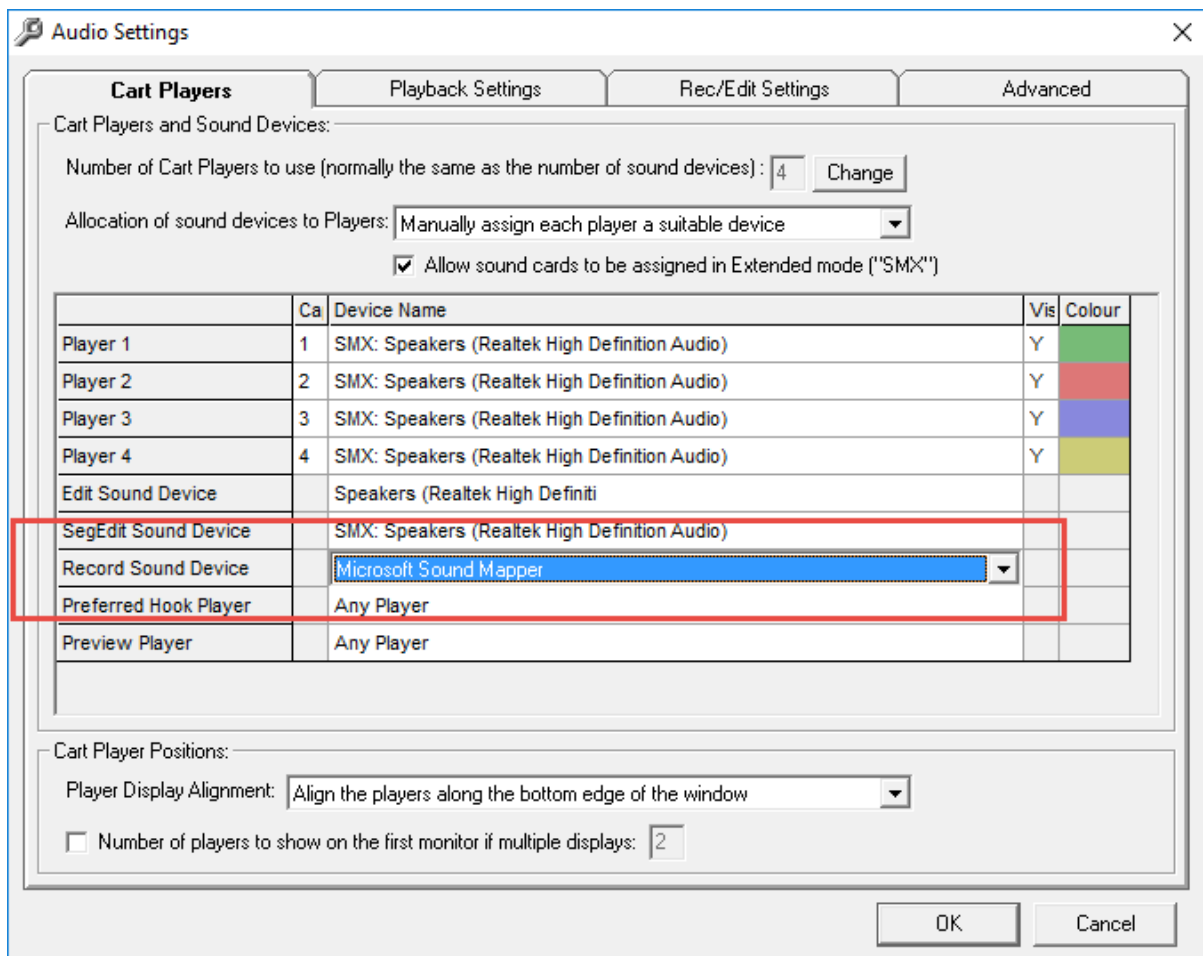 Audio Settings
Cart Players Playback Settings Rec/Edit Settings Advanced
Cart Players and Sound Devices:
Number of Cart Players to use (normally the same as the number of sound devices) : 4 Change
Allocation of sound devices to Players: Manually assign each player a suitable device
Allow sound cards to be assigned in Extended mode ("SMX")
Ca Device Name Vis Colour
Player 1 1 SMX: Speakers (Realtek High Definition Audio) Y
Player 2 2 SMX: Speakers (Realtek High Definition Audio) Y
Player 3 3 SMX: Speakers (Realtek High Definition Audio) Y
Player 4 4 SMX: Speakers (Realtek High Definition Audio) Y
Edit Sound Device Speakers (Realtek High Definiti
SegEdit Sound Device SMX: Speakers (Realtek High Definition Audio)
Record Sound Device Microsoft Sound Mapper
Preferred Hook Player Any Player
Preview Player Any Player
Cart Player Positions:
Player Display Alignment: Align the players along the bottom edge of the window
Number of players to show on the first monitor if multiple displays: 2
OK Cancel